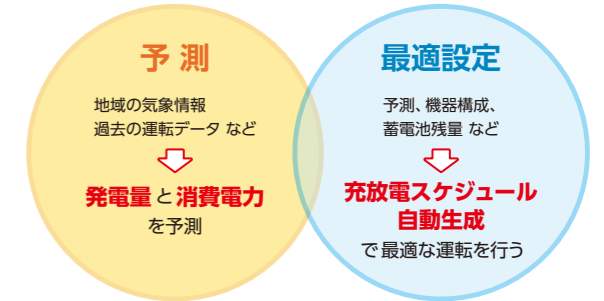 予測
地域の気象情報
過去の運転データ など
発電量と消費電力
を予測
最適設定
予測、機器構成、
蓄電池残量 など
充放電スケジュール
自動生成
で最適な運転を行う